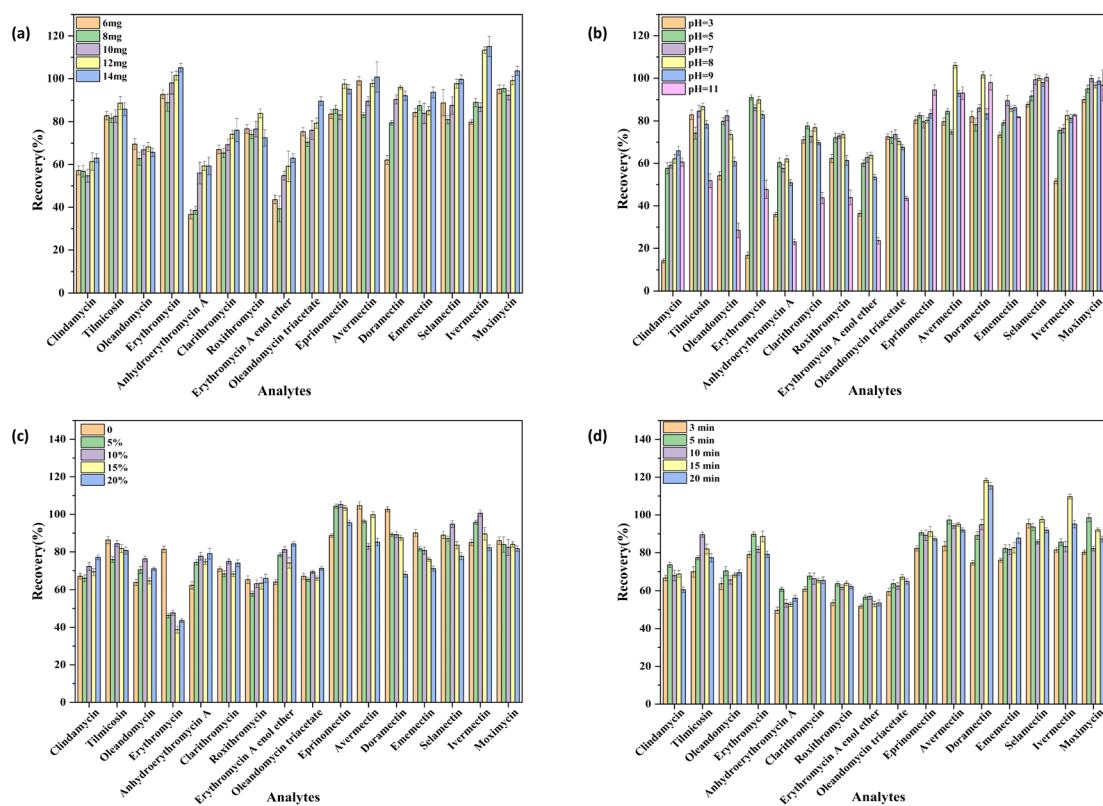 (a)
6mg
8mg
10mg
12mg
14mg
120
100
80
60
40
20
0
Recovery(%)
Clindamycin
Tilmicosin
Oleandomycin
Erythromycin
Anhydroerythromycin A
Clarithromycin
Roxithromycin
Erythromycin A enol ether
Oleandomycin triacetate
Eprinomectin
Avermectin
Doramectin
Ememectin
Selamectin
Ivermectin
Moximycin
Analytes
(b)
pH=3
pH=5
pH=7
pH=8
pH=9
pH=11
120
100
80
60
40
20
0
Recovery(%)
Clindamycin
Tilmicosin
Oleandomycin
Erythromycin
Anhydroerythromycin A
Clarithromycin
Roxithromycin
Erythromycin A enol ether
Oleandomycin triacetate
Eprinomectin
Avermectin
Doramectin
Ememectin
Selamectin
Ivermectin
Moximycin
Analytes
(c)
0
5%
10%
15%
20%
140
120
100
80
60
40
20
0
Recovery(%)
Clindamycin
Tilmicosin
Oleandomycin
Erythromycin
Anhydroerythromycin A
Clarithromycin
Roxithromycin
Erythromycin A enol ether
Oleandomycin triacetate
Eprinomectin
Avermectin
Doramectin
Ememectin
Selamectin
Ivermectin
Moximycin
Analytes
(d)
3 min
5 min
10 min
15 min
20 min
140
120
100
80
60
40
20
0
Recovery(%)
Clindamycin
Tilmicosin
Oleandomycin
Erythromycin
Anhydroerythromycin A
Clarithromycin
Roxithromycin
Erythromycin A enol ether
Oleandomycin triacetate
Eprinomectin
Avermectin
Doramectin
Ememectin
Selamectin
Ivermectin
Moximycin
Analytes